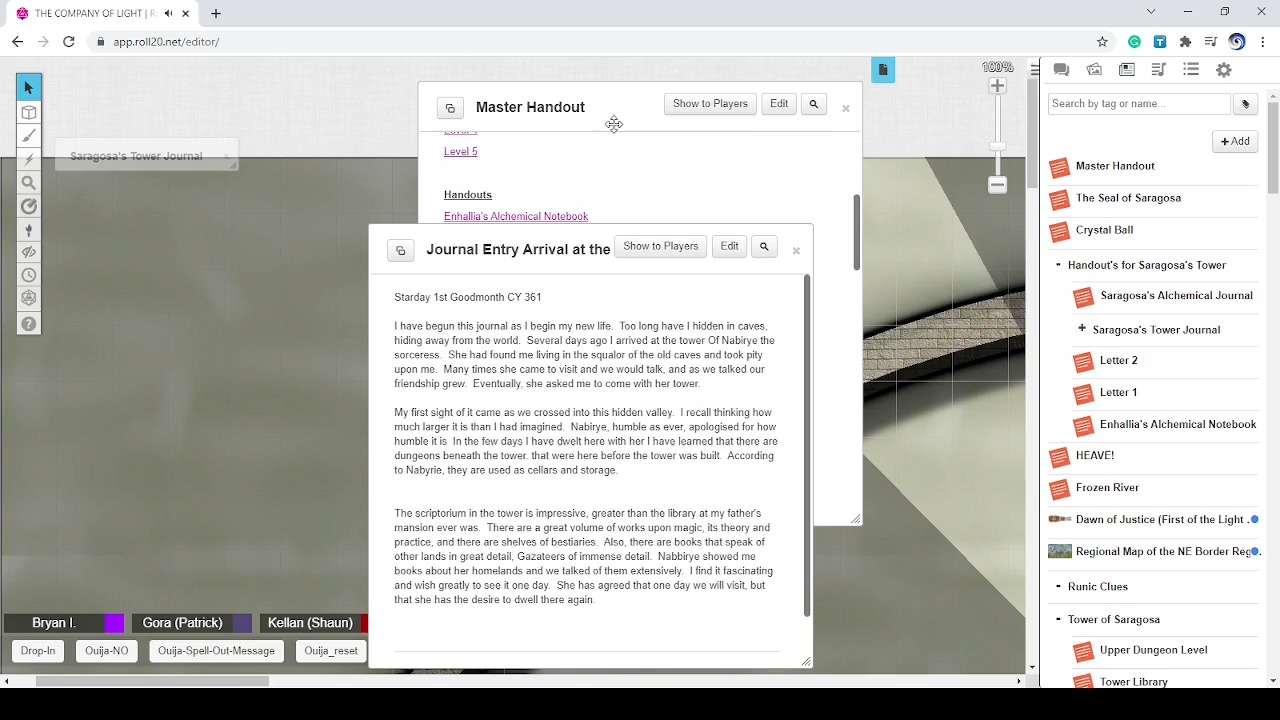 THE COMPANY OF LIGHT | R
app.roll20.net/editor/
100%
Saragosa's Tower Journal
Master Handout
Show to Players
Edit
Level 5
Handouts
Enhallia's Alchemical Notebook
Journal Entry Arrival at the
Show to Players
Edit
Starday 1st Goodmonth CY 361
I have begun this journal as I begin my new life. Too long have I hidden in caves,
hiding away from the world. Several days ago I arrived at the tower Of Nabirye the
sorceress. She had found me living in the squalor of the old caves and took pity
upon me. Many times she came to visit and we would talk, and as we talked our
friendship grew. Eventually, she asked me to come with her tower.
My first sight of it came as we crossed into this hidden valley. I recall thinking how
much larger it is than I had imagined. Nabirye, humble as ever, apologised for how
humble it is In the few days I have dwelt here with her I have learned that there are
dungeons beneath the tower. that were here before the tower was built. According
to Nabyrie, they are used as cellars and storage.
The scriptorium in the tower is impressive, greater than the library at my father's
mansion ever was. There are a great volume of works upon magic, its theory and
practice, and there are shelves of bestiaries. Also, there are books that speak of
other lands in great detail, Gazateers of immense detail. Nabbirye showed me
books about her homelands and we talked of them extensively. I find it fascinating
and wish greatly to see it one day. She has agreed that one day we will visit, but
that she has the desire to dwell there again.
Bryan I.
Gora (Patrick)
Kellan (Shaun)
Drop-In
Ouija-NO
Ouija-Spell-Out-Message
Ouija_reset
Search by tag or name...
+ Add
Master Handout
The Seal of Saragosa
Crystal Ball
- Handout's for Saragosa's Tower
Saragosa's Alchemical Journal
+ Saragosa's Tower Journal
Letter 2
Letter 1
Enhallia's Alchemical Notebook
HEAVE!
Frozen River
Dawn of Justice (First of the Light .
Regional Map of the NE Border Reg
- Runic Clues
- Tower of Saragosa
Upper Dungeon Level
Tower Library